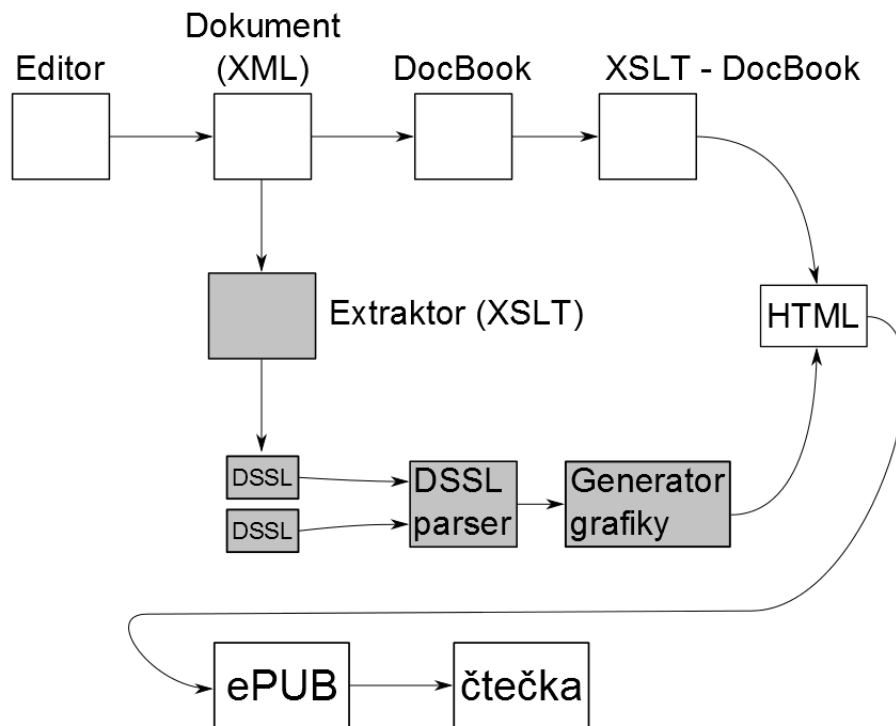 Editor
Dokument
(XML)
DocBook
XSLT - DocBook
Extraktor (XSLT)
HTML
DSSL
DSSL
DSSL
parser
Generator
grafiky
ePUB
čtečka